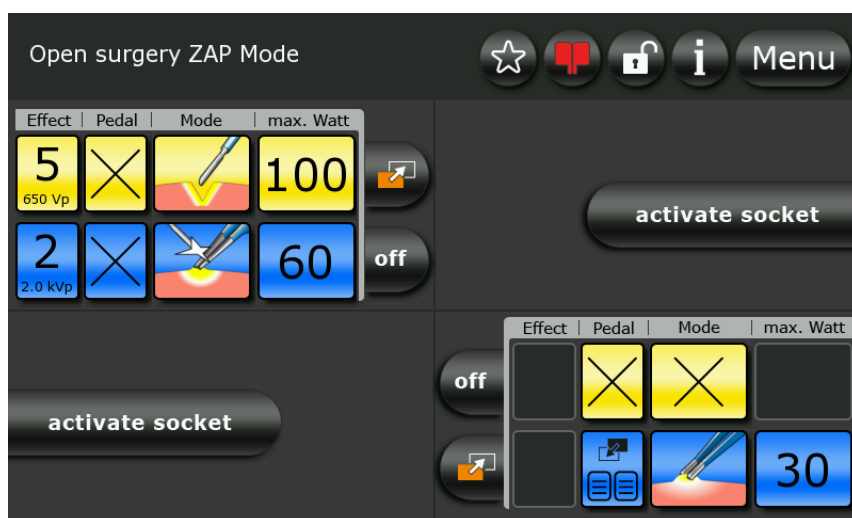 Open surgery ZAP Mode
i
Menu
Effect | Pedal | Mode | max. Watt
5
650 Vp
100
2
2.0 kVp
60
off
activate socket
activate socket
Effect | Pedal | Mode | max. Watt
off
30